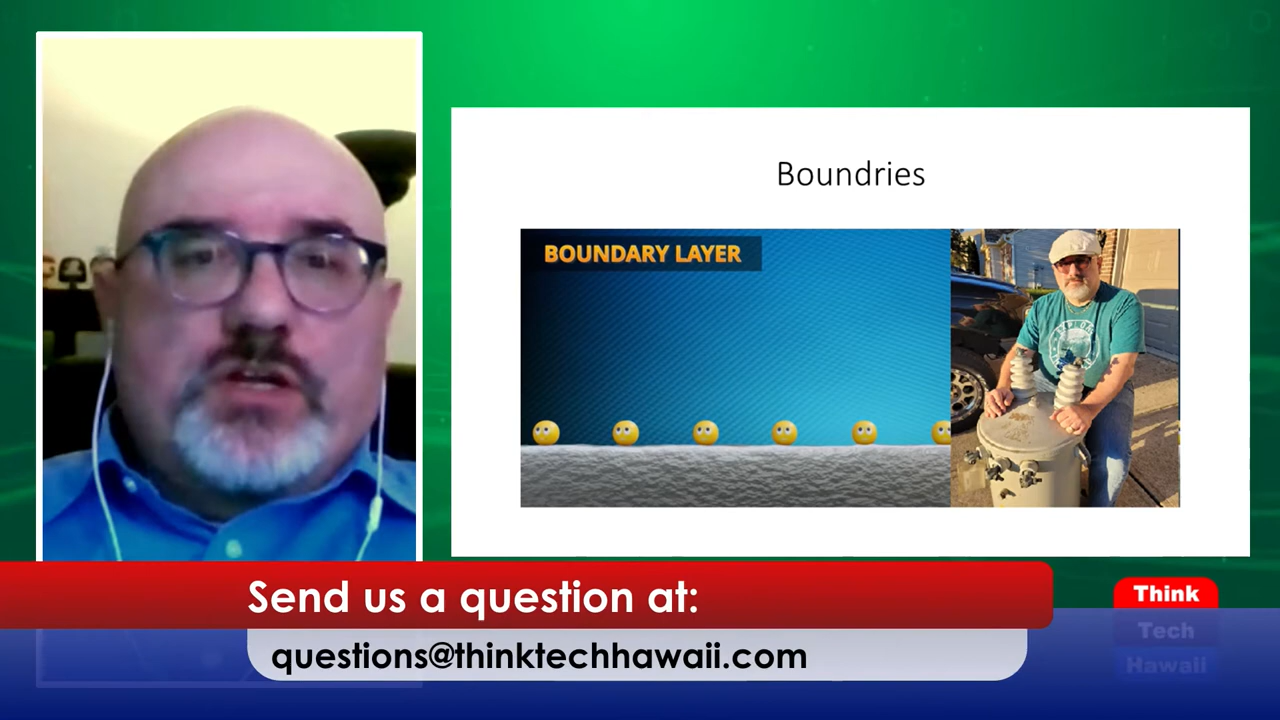 Boundries
BOUNDARY LAYER
Send us a question at:
questions@thinktechhawaii.com
Think
Tech
Hawaii